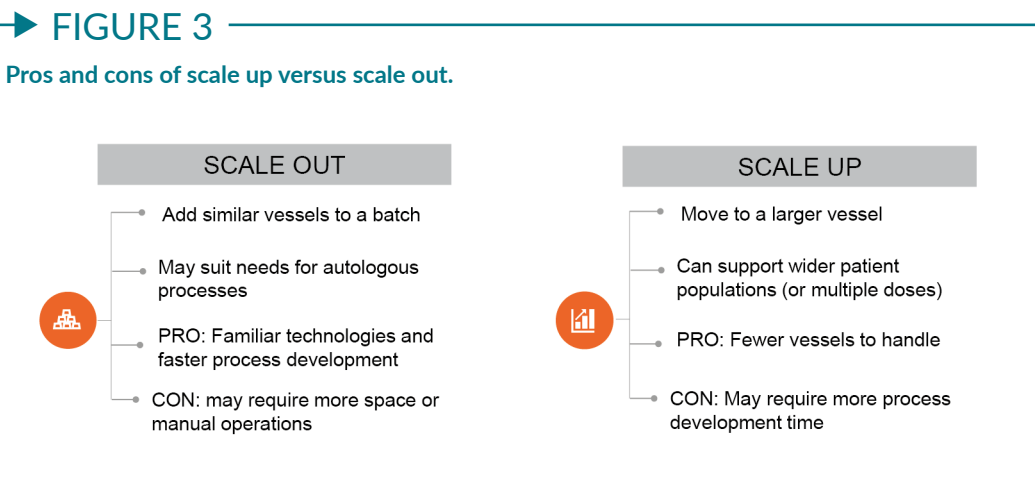 FIGURE 3
Pros and cons of scale up versus scale out.
SCALE OUT
Add similar vessels to a batch
May suit needs for autologous
processes
PRO: Familiar technologies and
faster process development
CON: may require more space or
manual operations
SCALE UP
Move to a larger vessel
Can support wider patient
populations (or multiple doses)
PRO: Fewer vessels to handle
CON: May require more process
development time